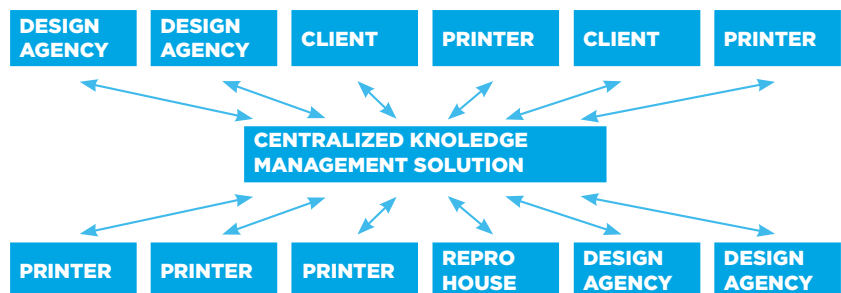 DESIGN
AGENCY
DESIGN
AGENCY
CLIENT
PRINTER
CLIENT
PRINTER
CENTRALIZED KNOLEDGE
MANAGEMENT SOLUTION
PRINTER
PRINTER
PRINTER
REPRO
HOUSE
DESIGN
AGENCY
DESIGN
AGENCY